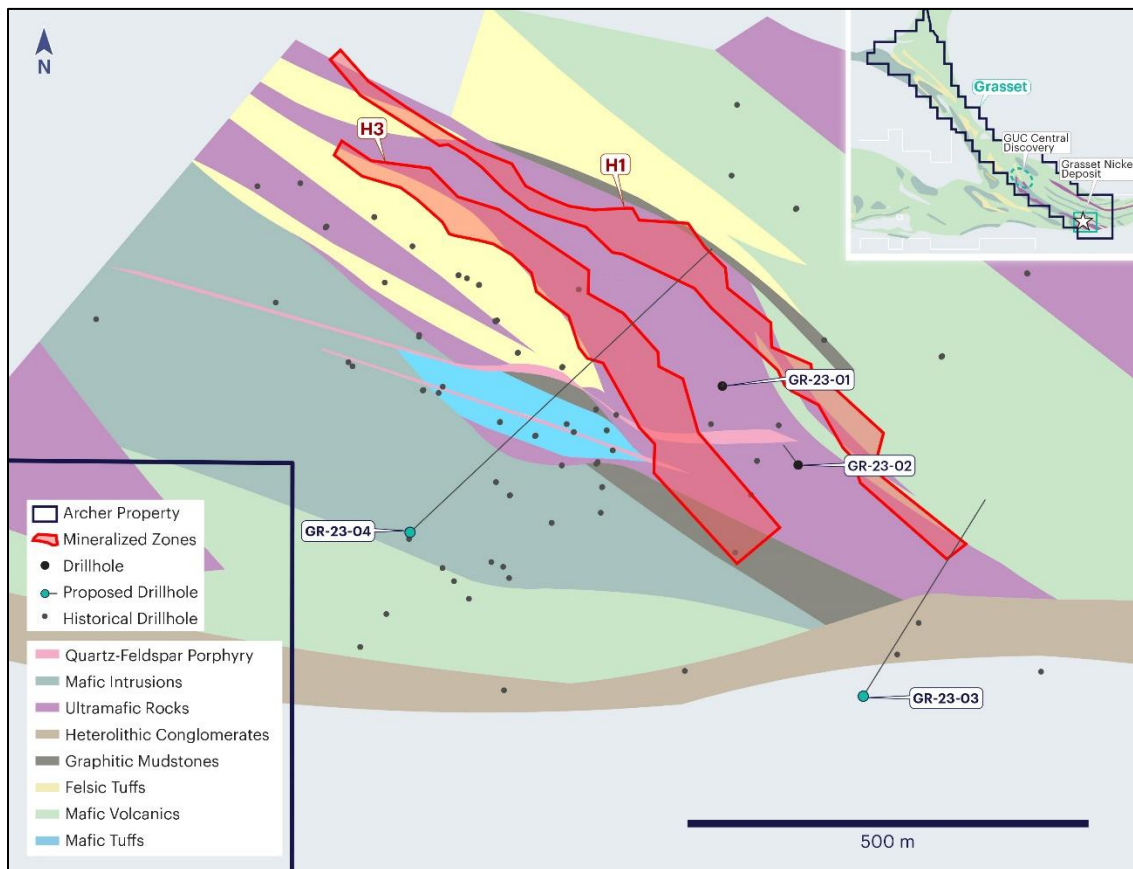 N
Grasset
GUC Central
Discovery
Grasset Nickel
Deposit
H3
H1
GR-23-01
GR-23-02
GR-23-04
GR-23-03
Archer Property
Mineralized Zones
Drillhole
Proposed Drillhole
Historical Drillhole
Quartz-Feldspar Porphyry
Mafic Intrusions
Ultramafic Rocks
Heterolithic Conglomerates
Graphitic Mudstones
Felsic Tuffs
Mafic Volcanics
Mafic Tuffs
500 m